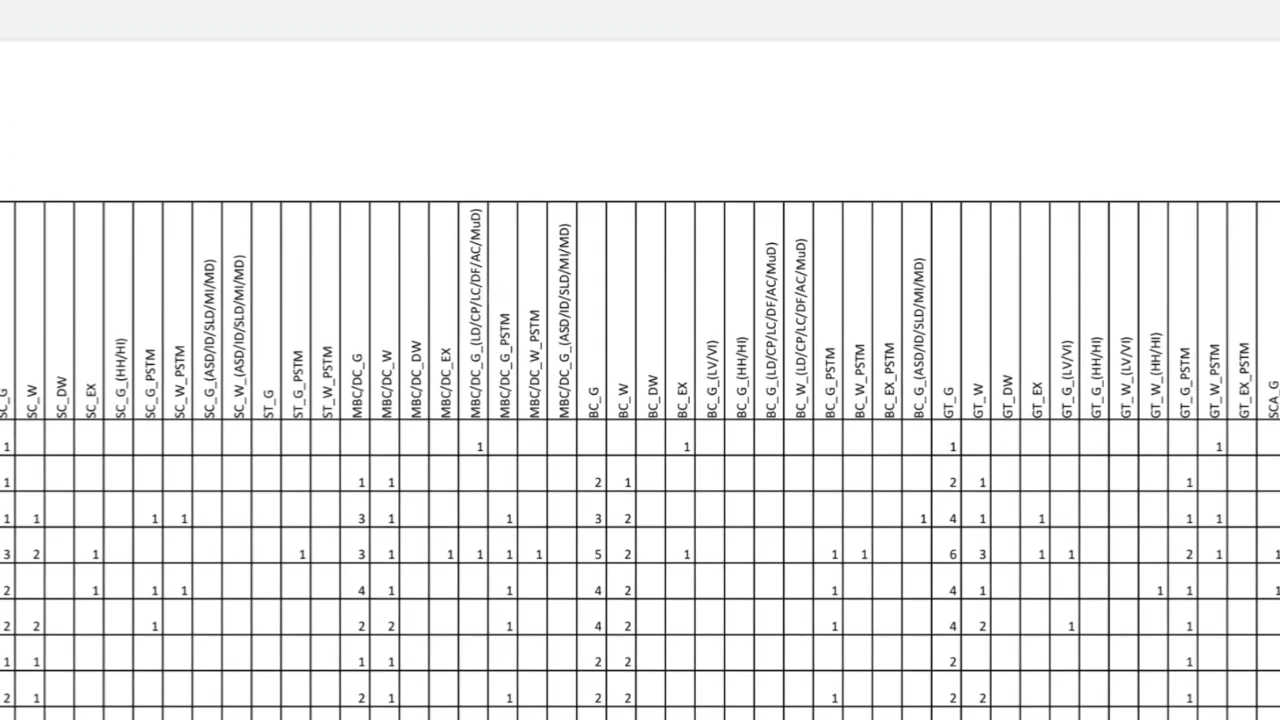 SC_G SC_W SC_DW SC_EX SC_G_(HH/HI) SC_G_PSTM SC_W_PSTM SC_G_(ASD/ID/SLD/MI/MD) SC_W_(ASD/ID/SLD/MI/MD) ST_G ST_G_PSTM ST_W_PSTM MBC/DC_G MBC/DC_W MBC/DC_DW MBC/DC_EX MBC/DC_G_(LD/CP/LC/DF/AC/MuD) MBC/DC_G_PSTM MBC/DC_W_PSTM MBC/DC_G_(ASD/ID/SLD/MI/MD) BC_G BC_W BC_DW BC_EX BC_G_(LV/VI) BC_G_(HH/HI) BC_G_(LD/CP/LC/DF/AC/MuD) BC_W_(LD/CP/LC/DF/AC/MuD) BC_G_PSTM BC_W_PSTM BC_EX_PSTM BC_G_(ASD/ID/SLD/MI/MD) GT_G GT_W GT_DW GT_EX GT_G_(LV/VI) GT_G_(HH/HI) GT_W_(LV/VI) GT_W_(HH/HI) GT_G_PSTM GT_W_PSTM GT_EX_PSTM SCA_G
1 1 1 1 1
1 1 1 2 1 2 1 1
1 1 1 1 3 1 1 3 2 1 4 1 1 1 1
3 2 1 1 3 1 1 1 1 1 5 2 1 1 1 6 3 1 1 2 1 1
2 1 1 1 4 1 1 4 2 1 4 1 1 1 1
2 2 1 2 2 1 4 2 1 4 2 1 1
1 1 1 1 2 2 2 1
2 1 2 1 1 2 2 1 2 2 1